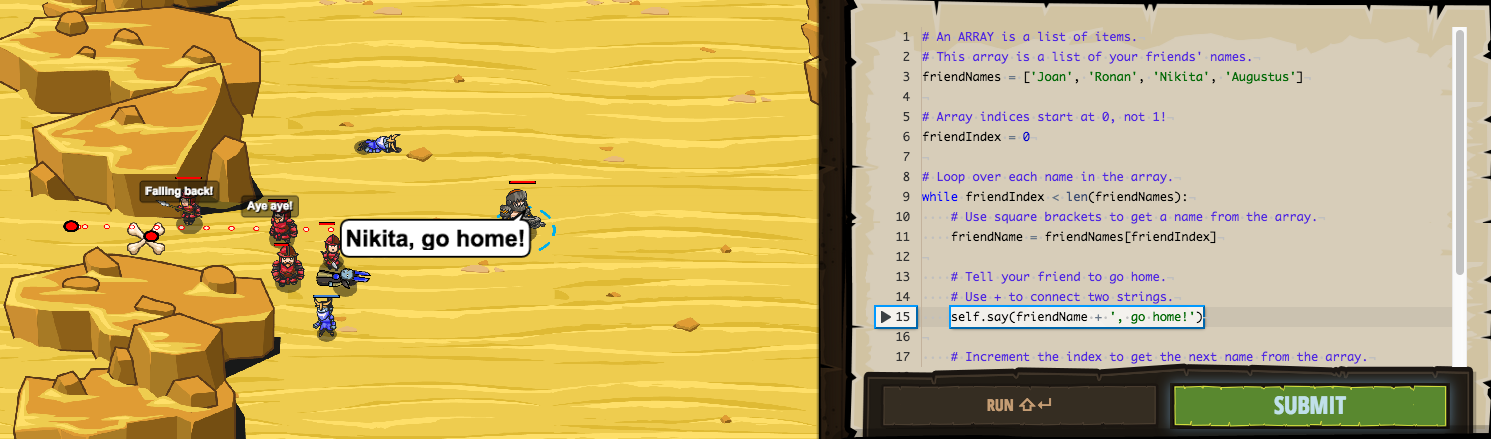 Falling back!
Aye aye!
Nikita, go home!
1 # An ARRAY is a list of items.
2 # This array is a list of your friends' names.
3 friendNames = ['Joan', 'Ronan', 'Nikita', 'Augustus']
4
5 # Array indices start at 0, not 1!
6 friendIndex = 0
7
8 # Loop over each name in the array.
9 while friendIndex < len(friendNames):
10 # Use square brackets to get a name from the array.
11 friendName = friendNames[friendIndex]
12
13 # Tell your friend to go home.
14 # Use + to connect two strings.
15 self.say(friendName + ', go home!')
16
17 # Increment the index to get the next name from the array.
RUN ⇧↵
SUBMIT